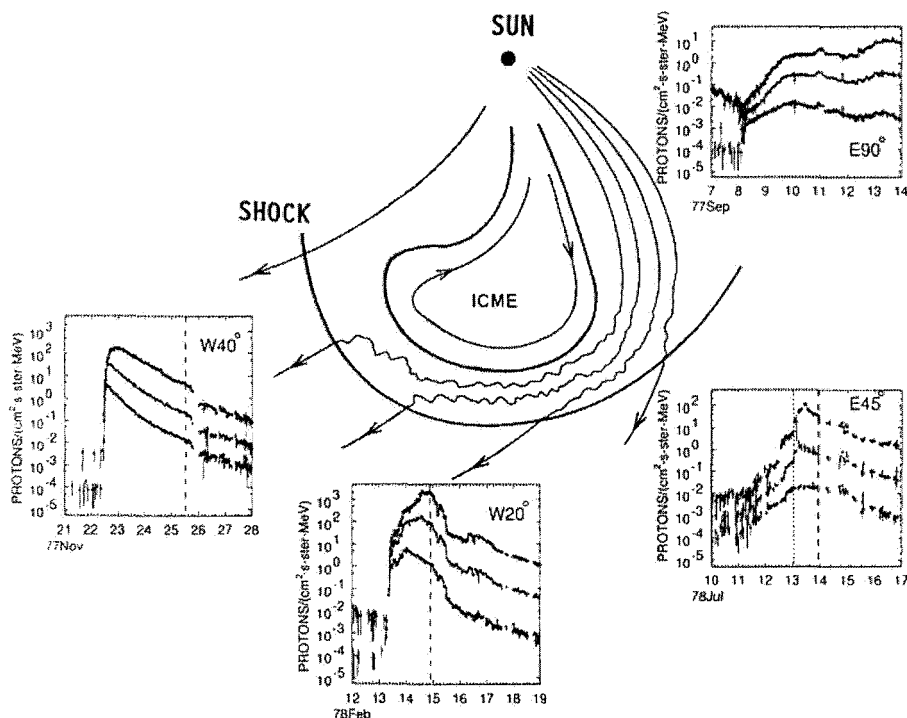 SUN
SHOCK
ICME
PROTONS/(cm²·s·ster·MeV)
10¹
10⁰
10⁻¹
10⁻²
10⁻³
10⁻⁴
10⁻⁵
E90°
7 8 9 10 11 12 13 14
77Sep
PROTONS/(cm²·s·ster·MeV)
10³
10²
10¹
10⁰
10⁻¹
10⁻²
10⁻³
10⁻⁴
10⁻⁵
W40°
21 22 23 24 25 26 27 28
77Nov
PROTONS/(cm²·s·ster·MeV)
10³
10²
10¹
10⁰
10⁻¹
10⁻²
10⁻³
10⁻⁴
10⁻⁵
W20°
12 13 14 15 16 17 18 19
78Feb
PROTONS/(cm²·s·ster·MeV)
10²
10¹
10⁰
10⁻¹
10⁻²
10⁻³
10⁻⁴
10⁻⁵
E45°
10 11 12 13 14 15 16 17
78Jul